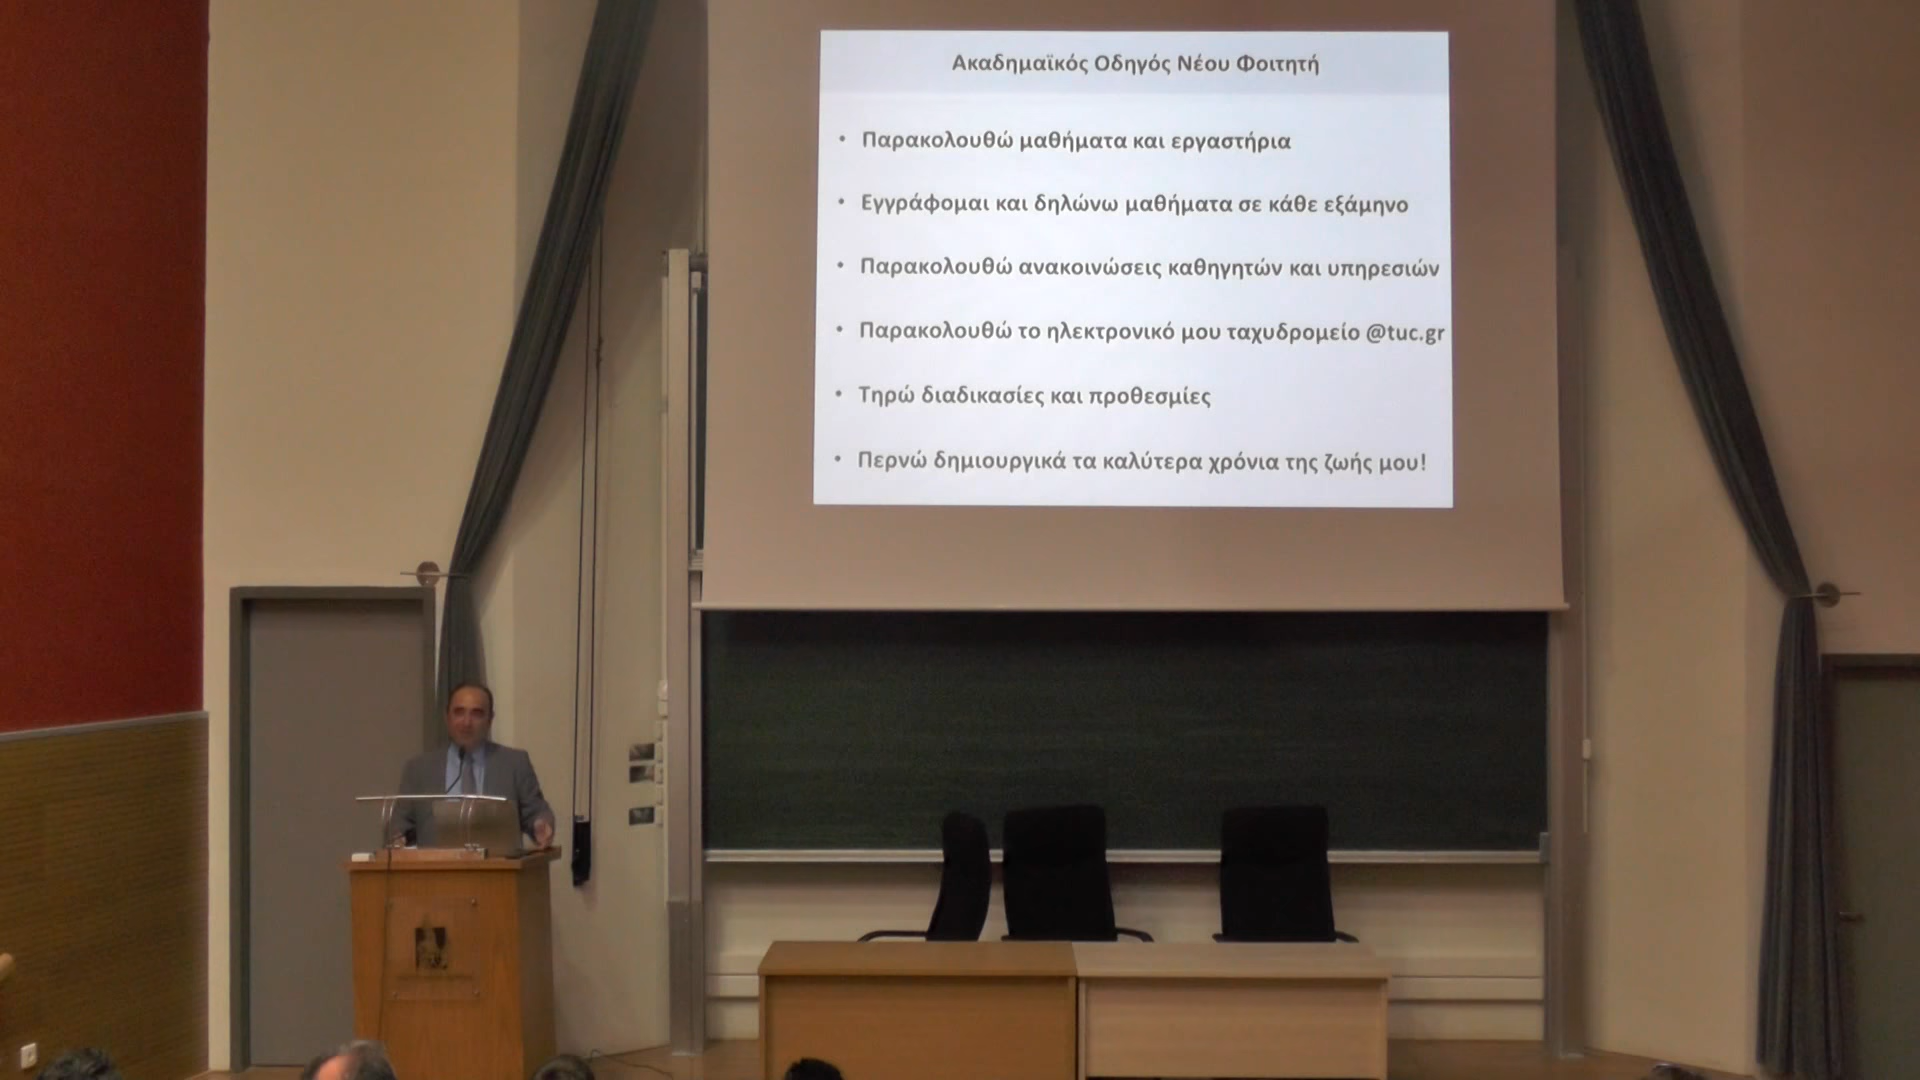 Ακαδημαϊκός Οδηγός Νέου Φοιτητή
• Παρακολουθώ μαθήματα και εργαστήρια
• Εγγράφομαι και δηλώνω μαθήματα σε κάθε εξάμηνο
• Παρακολουθώ ανακοινώσεις καθηγητών και υπηρεσιών
• Παρακολουθώ το ηλεκτρονικό μου ταχυδρομείο @tuc.gr
• Τηρώ διαδικασίες και προθεσμίες
• Περνώ δημιουργικά τα καλύτερα χρόνια της ζωής μου!